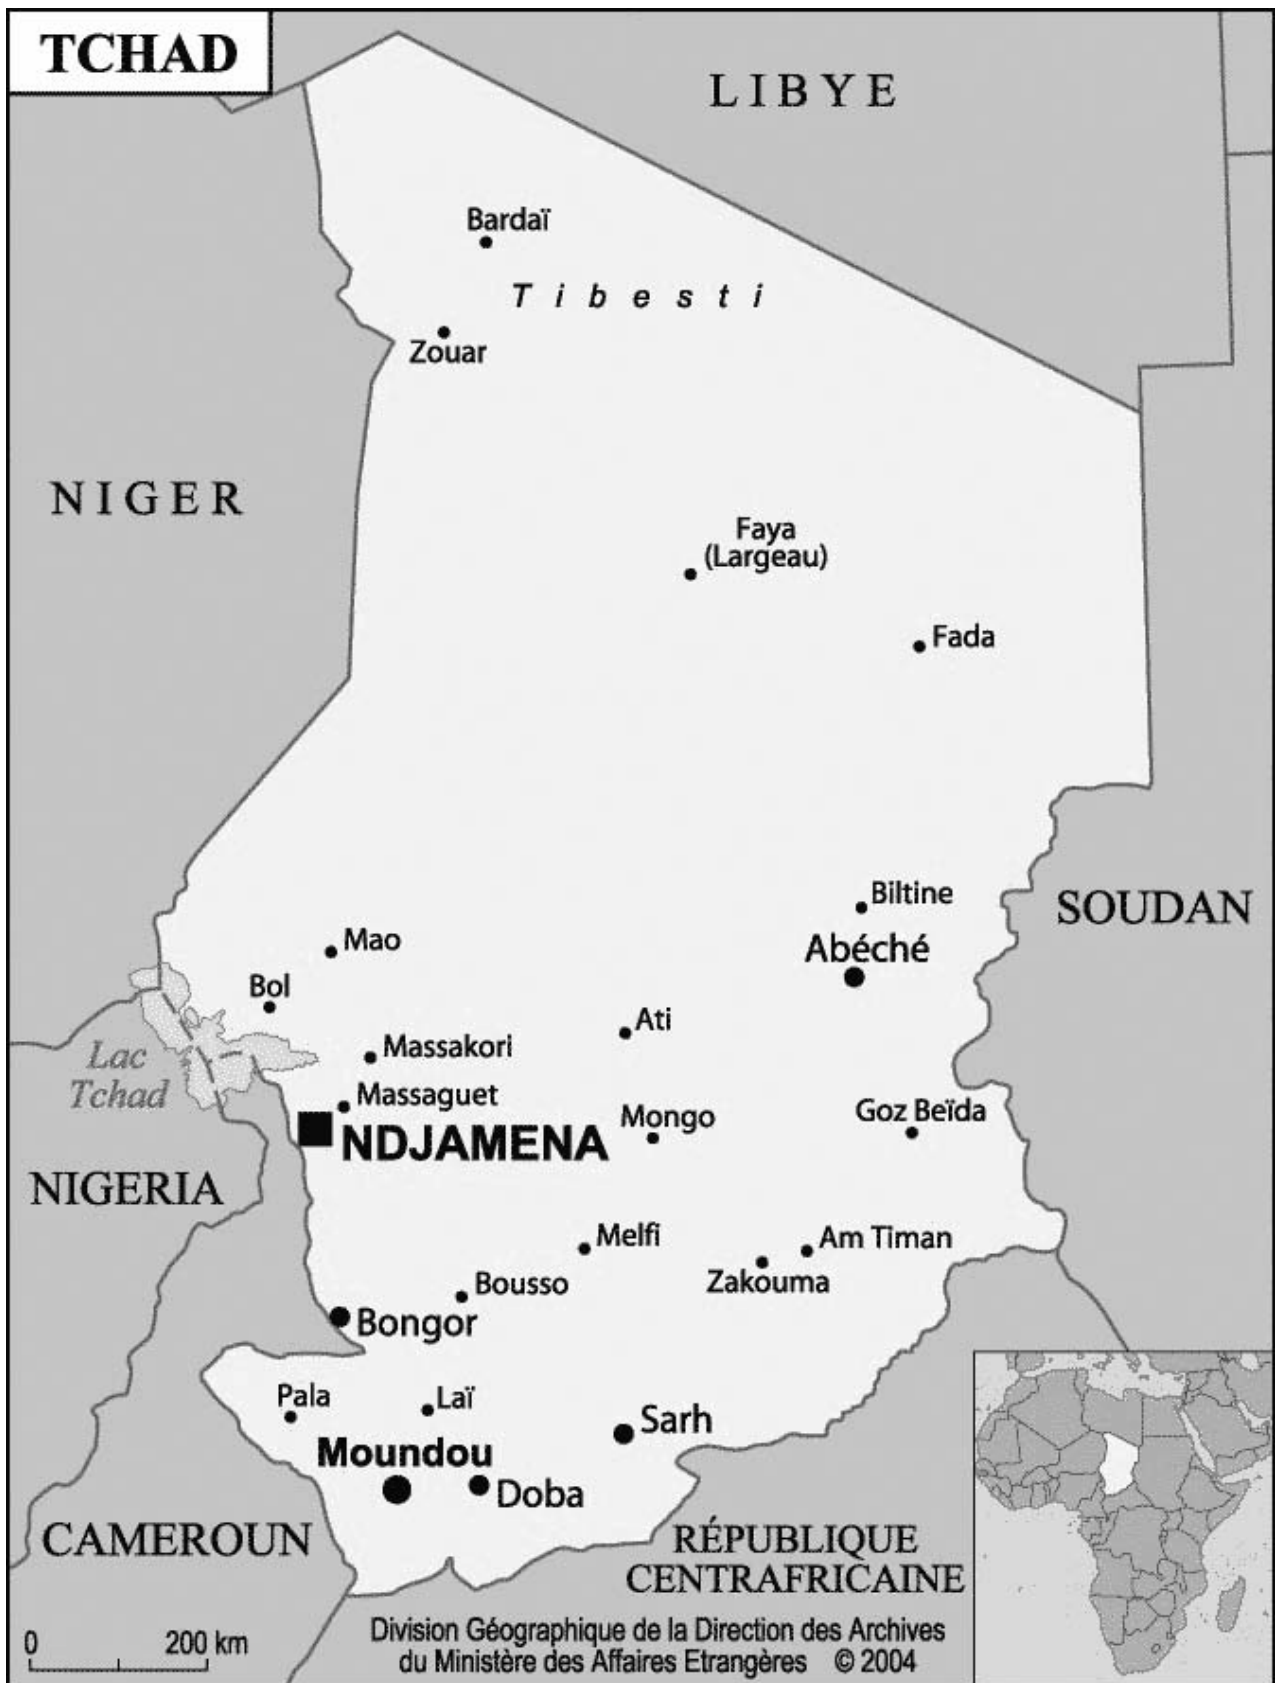 TCHAD
LIBYE
Bardaï
Tibesti
Zouar
NIGER
Faya
(Largeau)
Fada
Biltine
SOUDAN
Abéché
Mao
Bol
Ati
Massakori
Lac
Tchad
Massaguet
Goz Beïda
Mongo
NDJAMENA
NIGERIA
Melfi
Am Timan
Zakouma
Bousso
Bongor
Pala
Laï
Sarh
Moundou
Doba
CAMEROUN
RÉPUBLIQUE
CENTRAFRICAINE
0 200 km
Division Géographique de la Direction des Archives
du Ministère des Affaires Etrangères © 2004